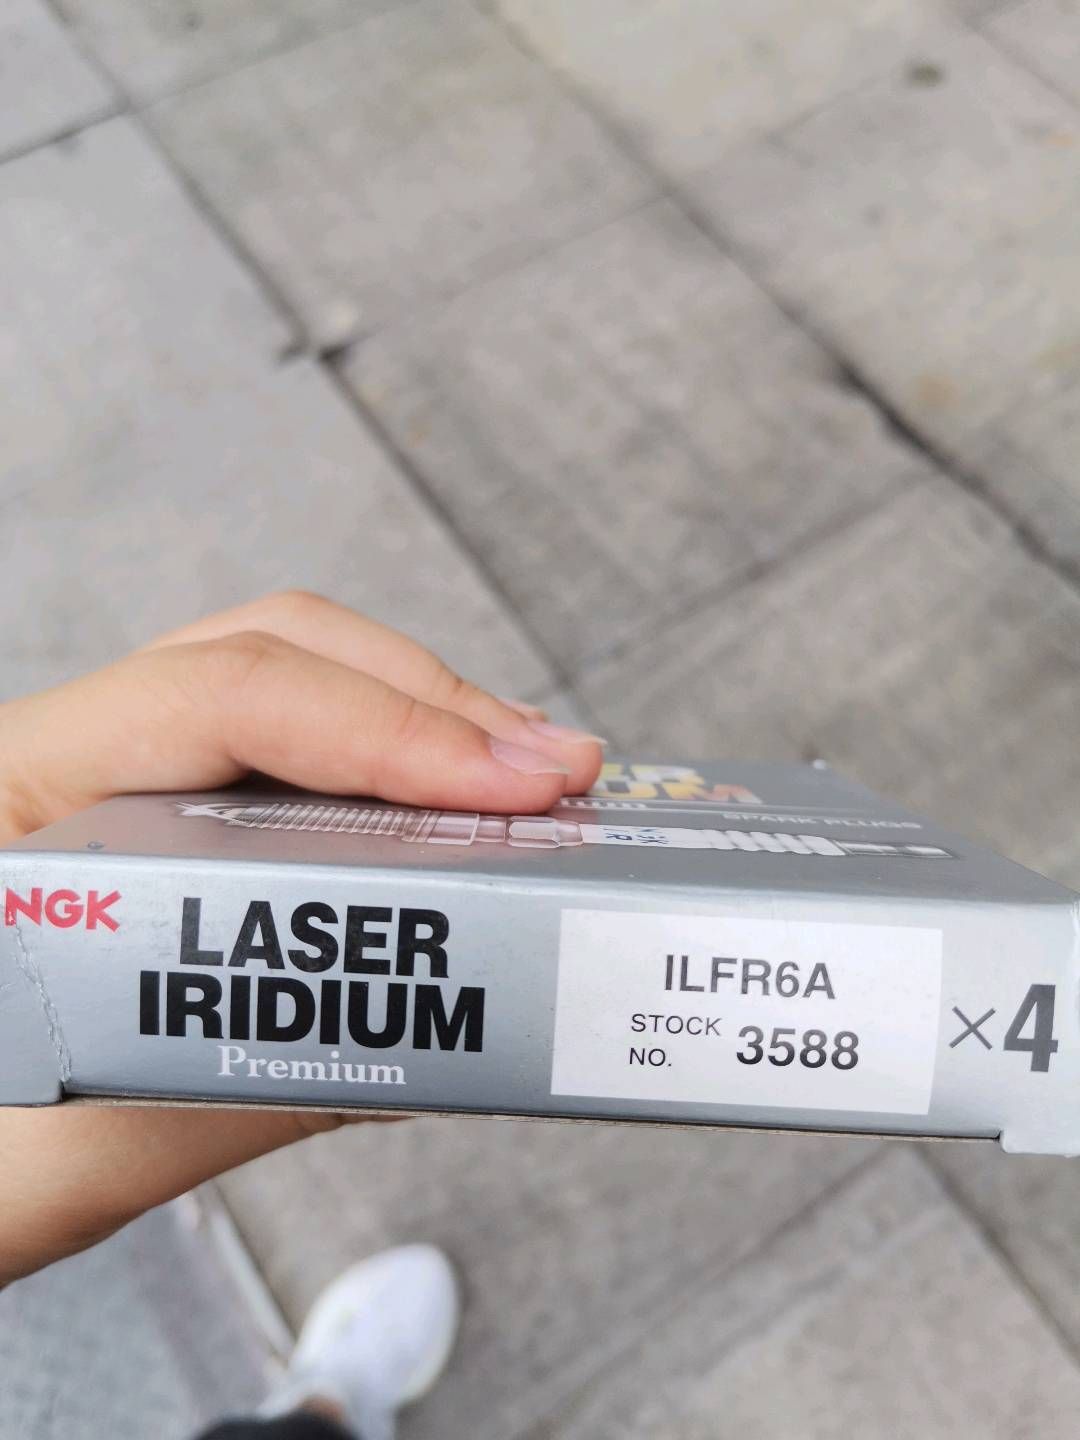 SPARK PLUGS
NGK
LASER
IRIDIUM
Premium
ILFR6A
STOCK NO. 3588
×4